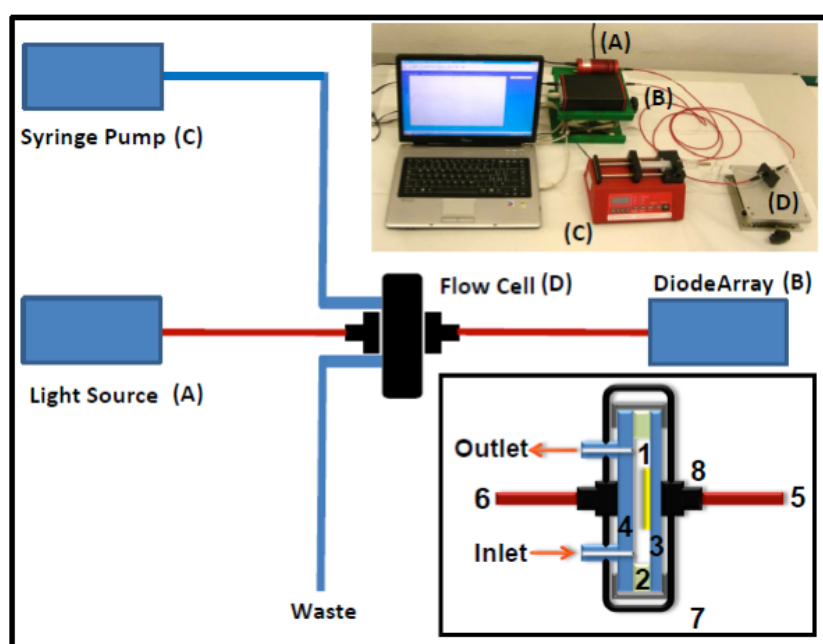 (A)
(B)
(C)
(D)
Syringe Pump (C)
Flow Cell (D)
DiodeArray (B)
Light Source (A)
Outlet
1
8
6
5
4
3
Inlet
2
7
Waste